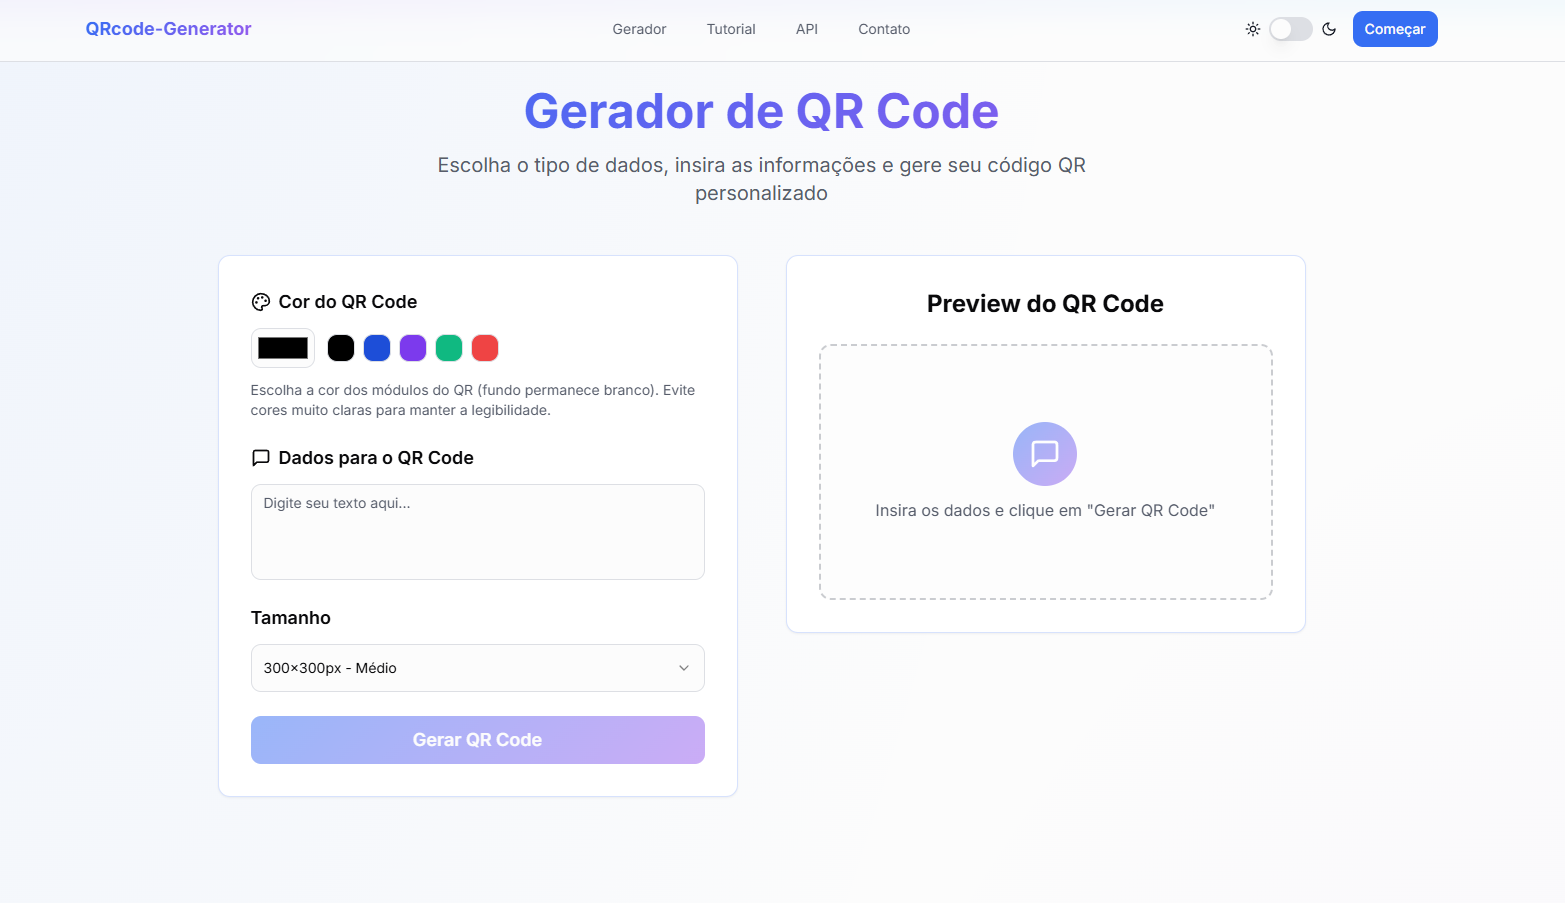 QRcode-Generator
Gerador
Tutorial
API
Contato
Começar
Gerador de QR Code
Escolha o tipo de dados, insira as informações e gere seu código QR
personalizado
Cor do QR Code
Escolha a cor dos módulos do QR (fundo permanece branco). Evite
cores muito claras para manter a legibilidade.
Dados para o QR Code
Digite seu texto aqui...
Tamanho
300×300px - Médio
Gerar QR Code
Preview do QR Code
Insira os dados e clique em "Gerar QR Code"